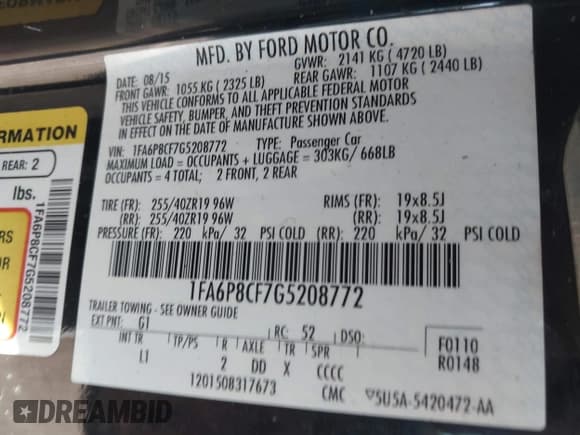 MFD. BY FORD MOTOR CO.
DATE: 08/15 GVWR: 2141 KG ( 4720 LB)
FRONT GAWR: 1055 KG ( 2325 LB) REAR GAWR: 1107 KG ( 2440 LB)
THIS VEHICLE CONFORMS TO ALL APPLICABLE FEDERAL MOTOR
VEHICLE SAFETY, BUMPER, AND THEFT PREVENTION STANDARDS
IN EFFECT ON THE DATE OF MANUFACTURE SHOWN ABOVE.
VIN: 1FA6P8CF7G5208772 TYPE: Passenger Car
MAXIMUM LOAD = OCCUPANTS + LUGGAGE = 303KG/ 668LB
OCCUPANTS = 4 TOTAL; 2 FRONT, 2 REAR
TIRE (FR): 255/40ZR19 96W RIMS (FR): 19x8.5J
(RR): 255/40ZR19 96W (RR): 19x8.5J
PRESSURE (FR): 220 kPa/ 32 PSI COLD (RR): 220 kPa/ 32 PSI COLD
1FA6P8CF7G5208772
TRAILER TOWING - SEE OWNER GUIDE
EXT PNT: G1 RC: 52 DSO: F0110
R0148
INT TR TP/PS R AXLE TR SPR
L1 2 DD X CCCC
1201508317673 CMC 5U5A-5420472-AA
ORMATION
REAR: 2
lbs.
1FA6P8CF7G5208772
RS
UR
DREAMBID